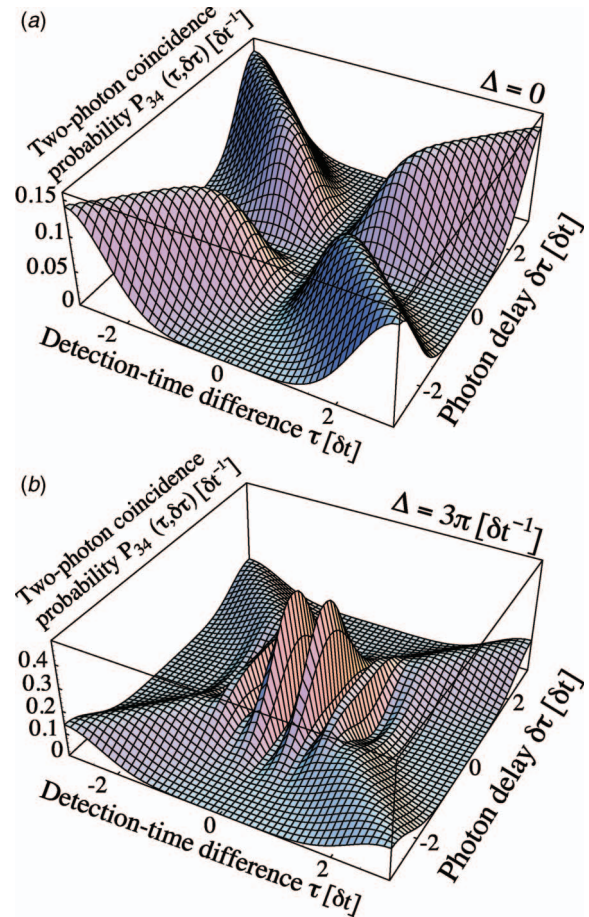 (a)
Two-photon coincidence
probability P₃₄ (τ,δτ) [δt⁻¹]
Δ = 0
0.15
0.1
0.05
0
-2
0
2
Detection-time difference τ [δt]
-2
0
2
Photon delay δτ [δt]
(b)
Two-photon coincidence
probability P₃₄ (τ,δτ) [δt⁻¹]
Δ = 3π [δt⁻¹]
0.4
0.3
0.2
0.1
0
-2
0
2
Detection-time difference τ [δt]
-2
0
2
Photon delay δτ [δt]